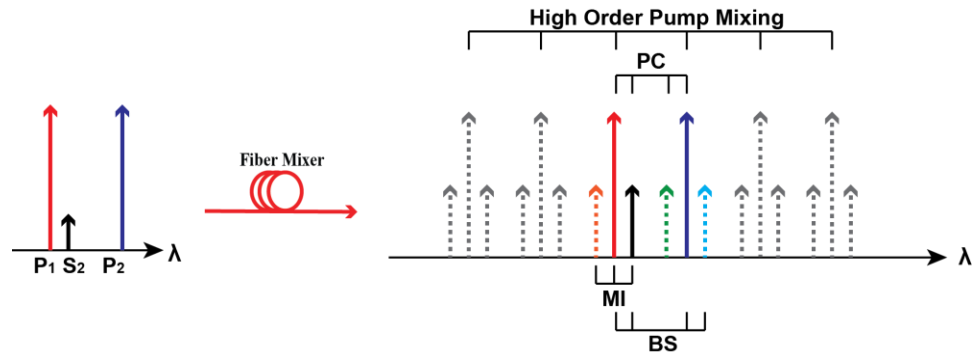 High Order Pump Mixing
PC
Fiber Mixer
P1 S2 P2 λ
λ
MI
BS